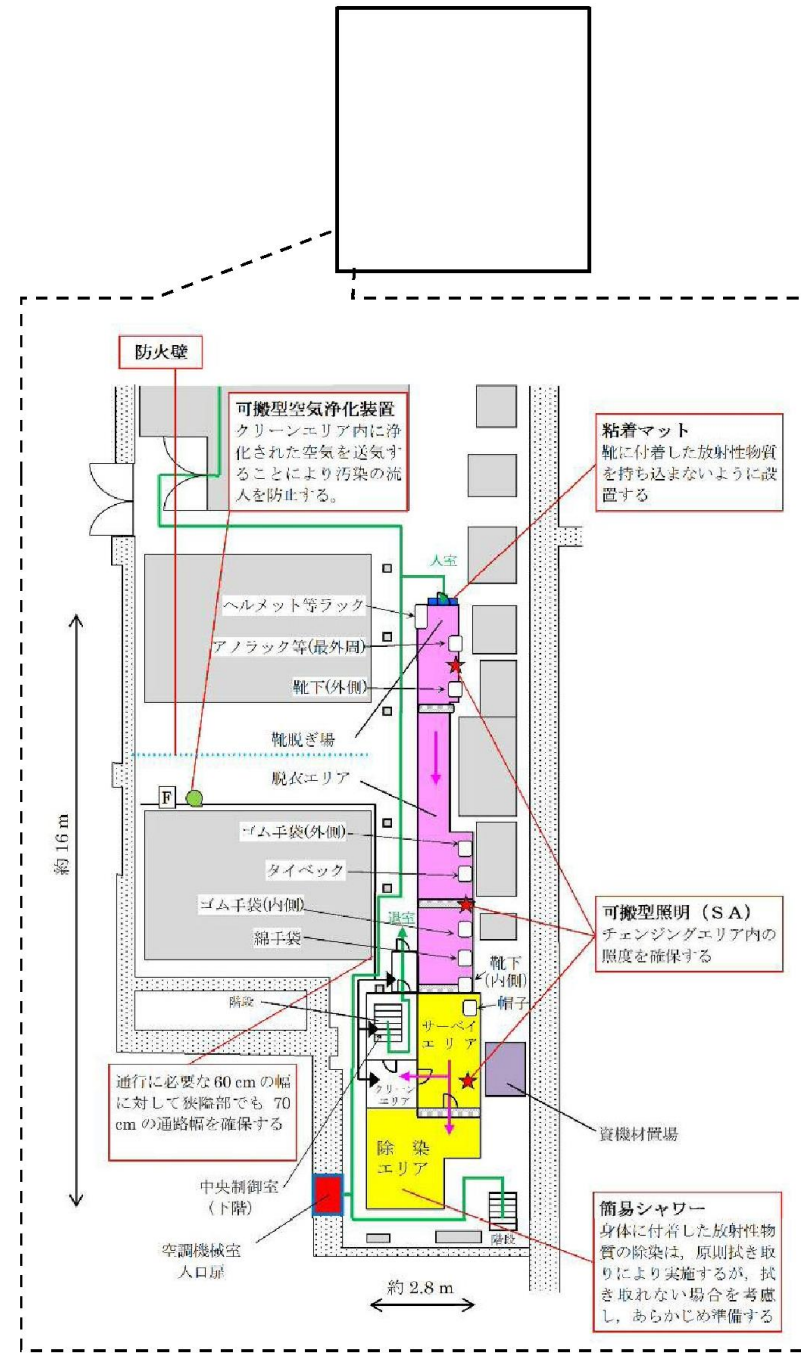 防火壁
可搬型空気浄化装置
クリーンエリア内に浄
化された空気を送気す
ることにより汚染の流
入を防止する。
粘着マット
靴に付着した放射性物質
を持ち込まないように設
置する
入室
ヘルメット等ラック
アノラック等(最外周)
靴下(外側)
靴脱ぎ場
脱衣エリア
F
ゴム手袋(外側)
タイベック
ゴム手袋(内側)
退室
綿手袋
約 16 m
可搬型照明（ＳＡ）
チェンジングエリア内の
照度を確保する
靴下
(内側)
帽子
階段
サーベイ
エ リ ア
クリーン
エリア
通行に必要な 60 cm の幅
に対して狭隘部でも 70
cm の通路幅を確保する
資機材置場
除 染
エリア
中央制御室
（下階）
空調機械室
入口扉
階段
約 2.8 m
簡易シャワー
身体に付着した放射性物
質の除染は，原則拭き取
りにより実施するが，拭
き取れない場合を考慮
し，あらかじめ準備する